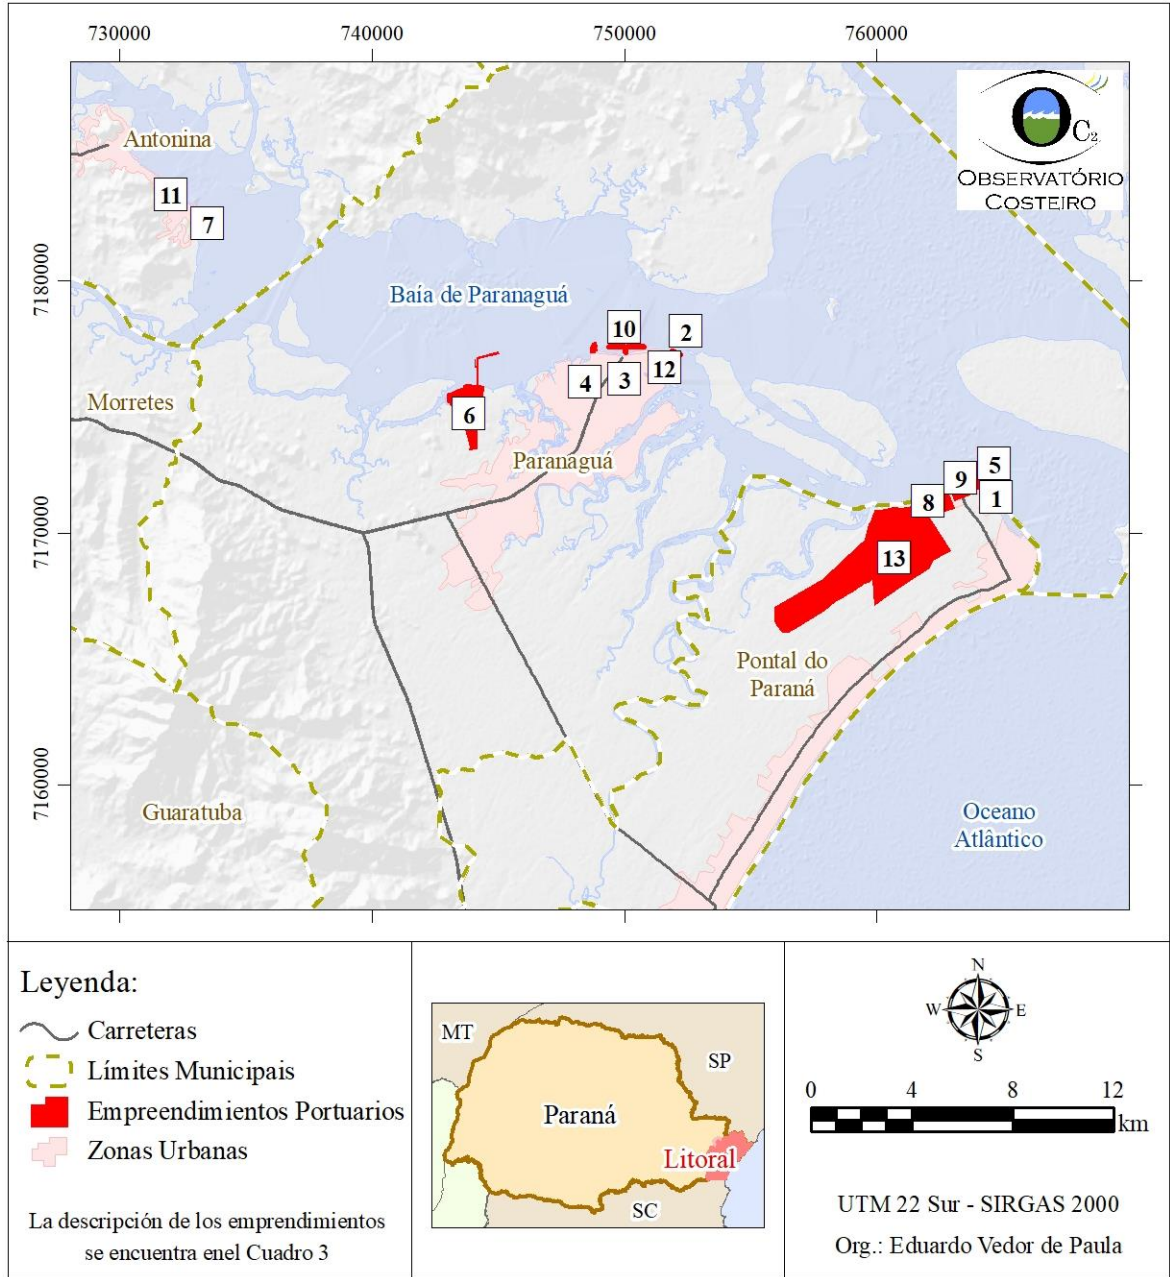 730000
740000
750000
760000
7180000
7170000
7160000
Antonina
11
7
C2
OBSERVATÓRIO
COSTEIRO
Baía de Paranaguá
10
2
4
3
12
6
Morretes
Paranaguá
5
9
1
8
13
Pontal do
Paraná
Guaratuba
Oceano
Atlântico
Leyenda:
Carreteras
Límites Municipais
Empreendimientos Portuarios
Zonas Urbanas
La descripción de los emprendimientos
se encuentra enel Cuadro 3
MT
SP
Paraná
Litoral
SC
N
W
E
S
0
4
8
12
km
UTM 22 Sur - SIRGAS 2000
Org.: Eduardo Vedor de Paula